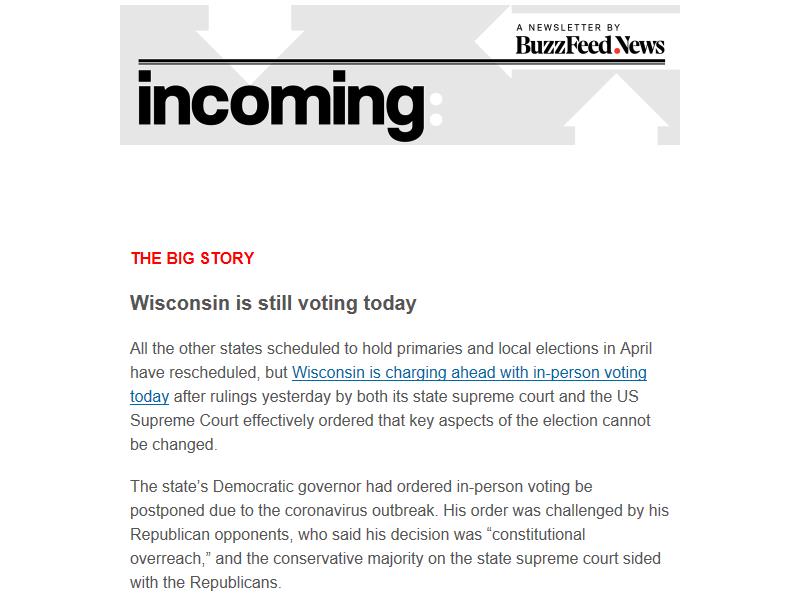 A NEWSLETTER BY
BuzzFeed.News
incoming:
THE BIG STORY
Wisconsin is still voting today
All the other states scheduled to hold primaries and local elections in April
have rescheduled, but Wisconsin is charging ahead with in-person voting
today after rulings yesterday by both its state supreme court and the US
Supreme Court effectively ordered that key aspects of the election cannot
be changed.
The state’s Democratic governor had ordered in-person voting be
postponed due to the coronavirus outbreak. His order was challenged by his
Republican opponents, who said his decision was “constitutional
overreach,” and the conservative majority on the state supreme court sided
with the Republicans.